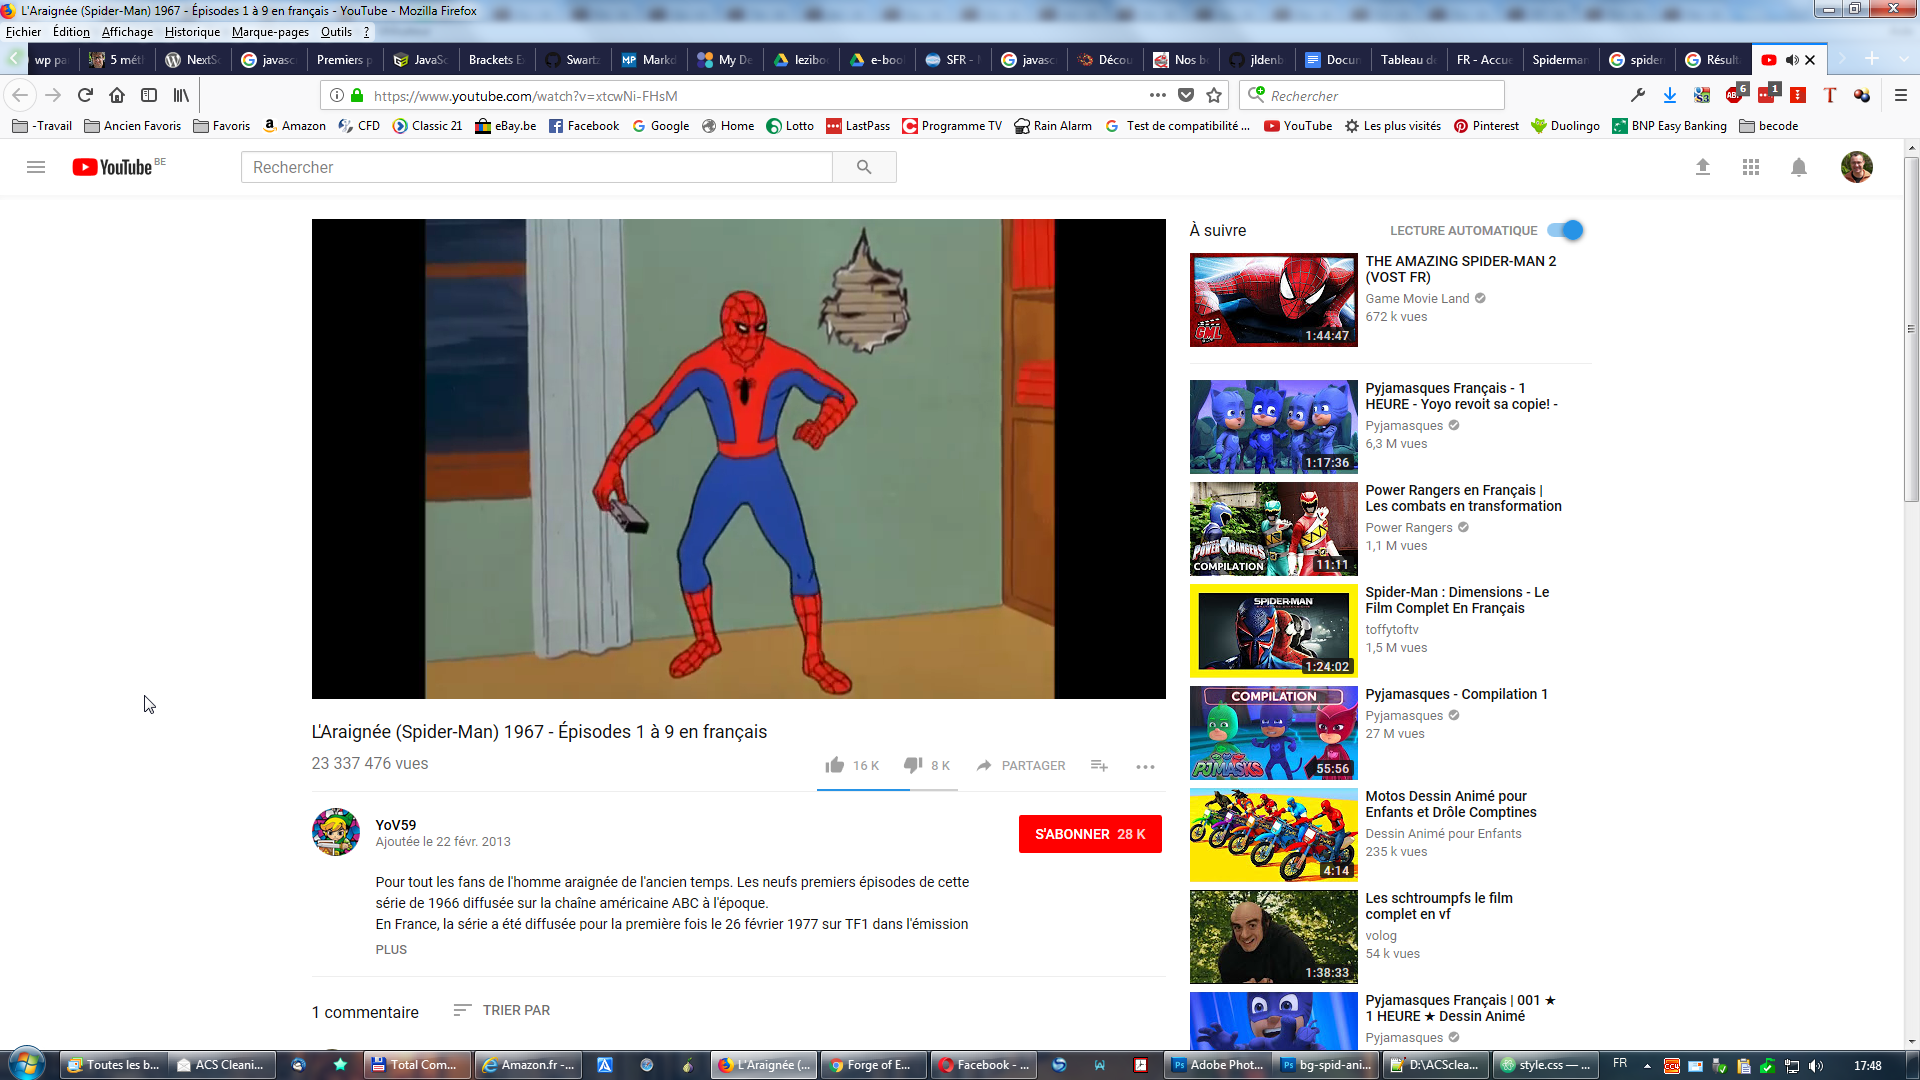 L'Araignée (Spider-Man) 1967 - Épisodes 1 à 9 en français - YouTube - Mozilla Firefox
Fichier Édition Affichage Historique Marque-pages Outils ?
wp pa 5 mét NextS javasc Premiers p JavaSc Brackets E Swartz Markd My De lezibo e-boo SFR - javasc Décou Nos b jldenb Docun Tableau de FR - Accue Spiderman spider Résult
https://www.youtube.com/watch?v=xtcwNi-FHsM
Rechercher
6 1
-Travail Ancien Favoris Favoris Amazon CFD Classic 21 eBay.be Facebook Google Home Lotto LastPass Programme TV Rain Alarm Test de compatibilité ... YouTube Les plus visités Pinterest Duolingo BNP Easy Banking becode
YouTube BE
Rechercher
À suivre
LECTURE AUTOMATIQUE
THE AMAZING SPIDER-MAN 2
(VOST FR)
Game Movie Land
672 k vues
GML
1:44:47
Pyjamasques Français - 1
HEURE - Yoyo revoit sa copie! -
Pyjamasques
6,3 M vues
1:17:36
Power Rangers en Français |
Les combats en transformation
Power Rangers
1,1 M vues
POWER RANGERS
COMPILATION
11:11
Spider-Man : Dimensions - Le
Film Complet En Français
toffytoftv
1,5 M vues
SPIDER-MAN
1:24:02
Pyjamasques - Compilation 1
Pyjamasques
27 M vues
COMPILATION
PJMASKS
55:56
Motos Dessin Animé pour
Enfants et Drôle Comptines
Dessin Animé pour Enfants
235 k vues
4:14
Les schtroumpfs le film
complet en vf
volog
54 k vues
1:38:33
Pyjamasques Français | 001 ★
1 HEURE ★ Dessin Animé
Pyjamasques
L'Araignée (Spider-Man) 1967 - Épisodes 1 à 9 en français
23 337 476 vues
16 K 8 K PARTAGER
YoV59
Ajoutée le 22 févr. 2013
S'ABONNER 28 K
Pour tout les fans de l'homme araignée de l'ancien temps. Les neufs premiers épisodes de cette
série de 1966 diffusée sur la chaîne américaine ABC à l'époque.
En France, la série a été diffusée pour la première fois le 26 février 1977 sur TF1 dans l'émission
PLUS
1 commentaire
TRIER PAR
Toutes les b... ACS Cleani... Total Com... Amazon.fr -... L'Araignée (... Forge of E... Facebook - ... Adobe Phot... bg-spid-ani... D:\ACSclea... style.css — ... FR 17:48